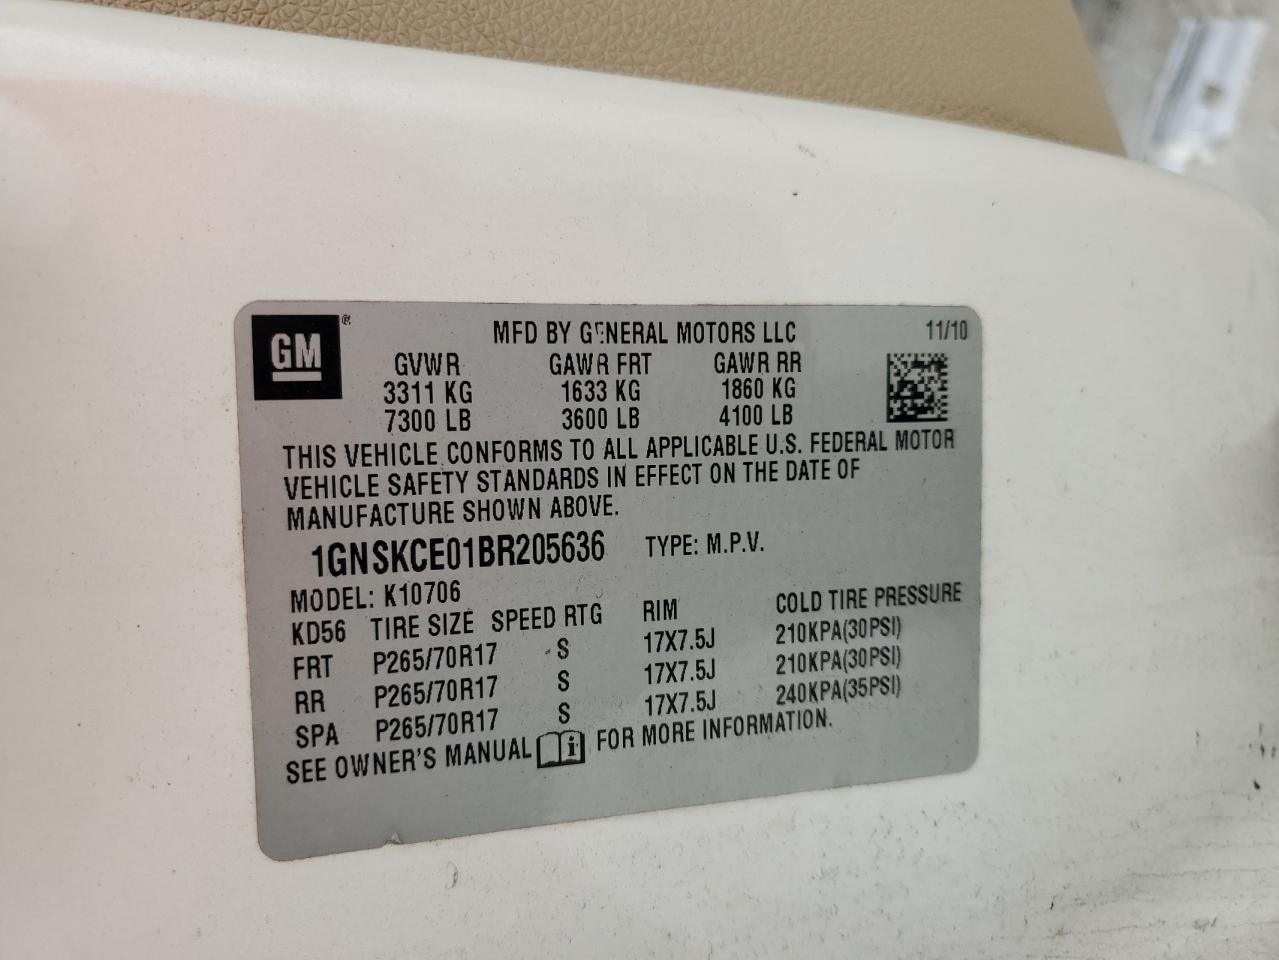 GM® MFD BY GENERAL MOTORS LLC 11/10
GVWR GAWR FRT GAWR RR
3311 KG 1633 KG 1860 KG
7300 LB 3600 LB 4100 LB
THIS VEHICLE CONFORMS TO ALL APPLICABLE U.S. FEDERAL MOTOR
VEHICLE SAFETY STANDARDS IN EFFECT ON THE DATE OF
MANUFACTURE SHOWN ABOVE.
1GNSKCE01BR205636 TYPE: M.P.V.
MODEL: K10706
KD56 TIRE SIZE SPEED RTG RIM COLD TIRE PRESSURE
FRT P265/70R17 S 17X7.5J 210KPA(30PSI)
RR P265/70R17 S 17X7.5J 210KPA(30PSI)
SPA P265/70R17 S 17X7.5J 240KPA(35PSI)
SEE OWNER'S MANUAL i FOR MORE INFORMATION.